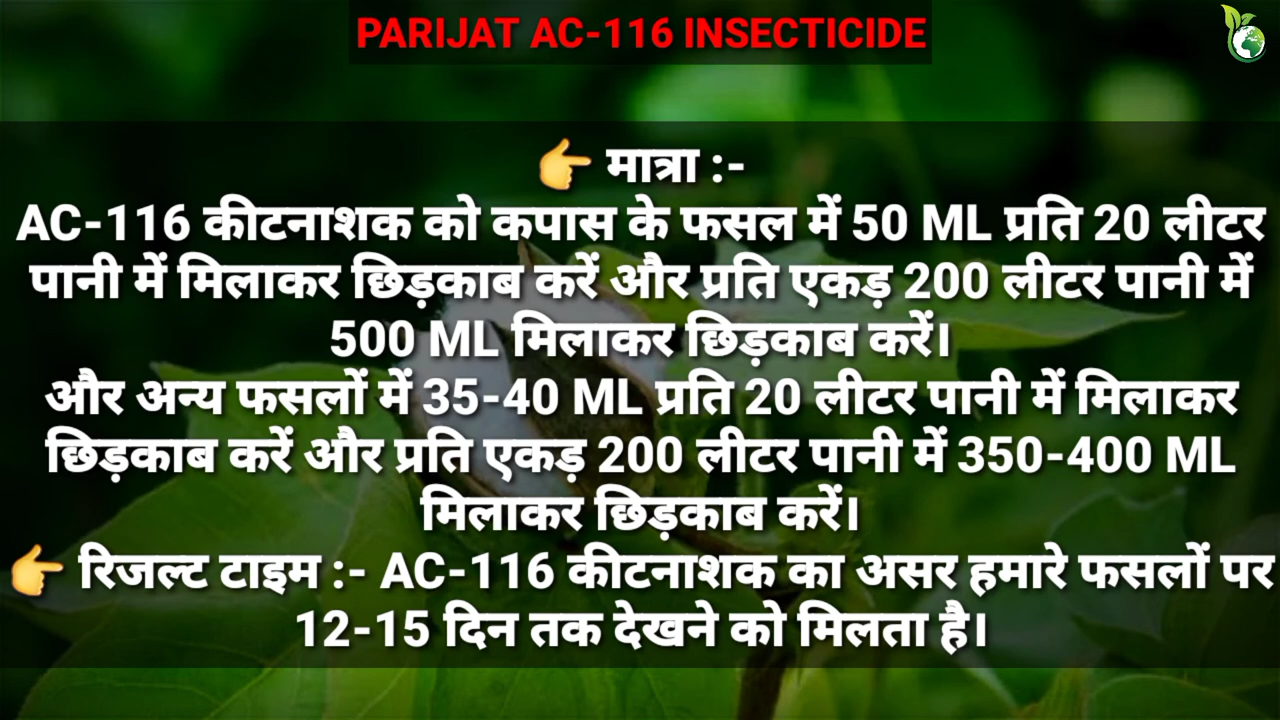 PARIJAT AC-116 INSECTICIDE
👉 मात्रा :-
AC-116 कीटनाशक को कपास के फसल में 50 ML प्रति 20 लीटर
पानी में मिलाकर छिड़काब करें और प्रति एकड़ 200 लीटर पानी में
500 ML मिलाकर छिड़काब करें।
और अन्य फसलों में 35-40 ML प्रति 20 लीटर पानी में मिलाकर
छिड़काब करें और प्रति एकड़ 200 लीटर पानी में 350-400 ML
मिलाकर छिड़काब करें।
👉 रिजल्ट टाइम :- AC-116 कीटनाशक का असर हमारे फसलों पर
12-15 दिन तक देखने को मिलता है।